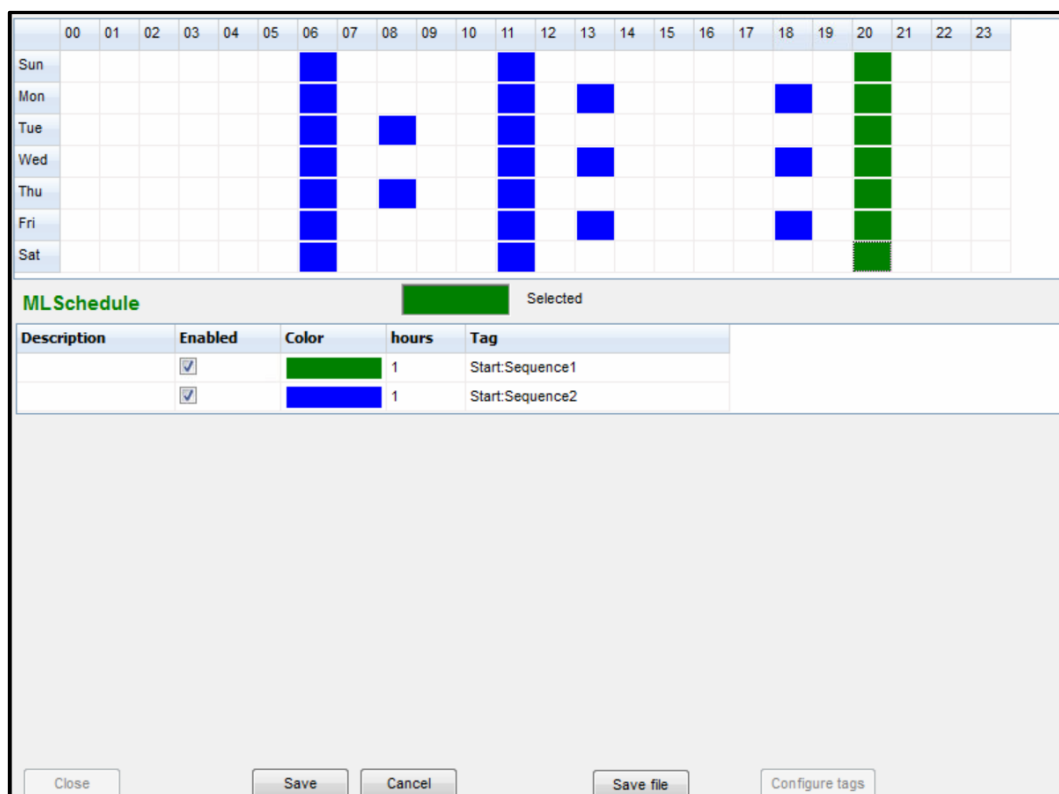 00 01 02 03 04 05 06 07 08 09 10 11 12 13 14 15 16 17 18 19 20 21 22 23
Sun
Mon
Tue
Wed
Thu
Fri
Sat
MLSchedule Selected
Description Enabled Color hours Tag
1 Start:Sequence1
1 Start:Sequence2
Close Save Cancel Save file Configure tags